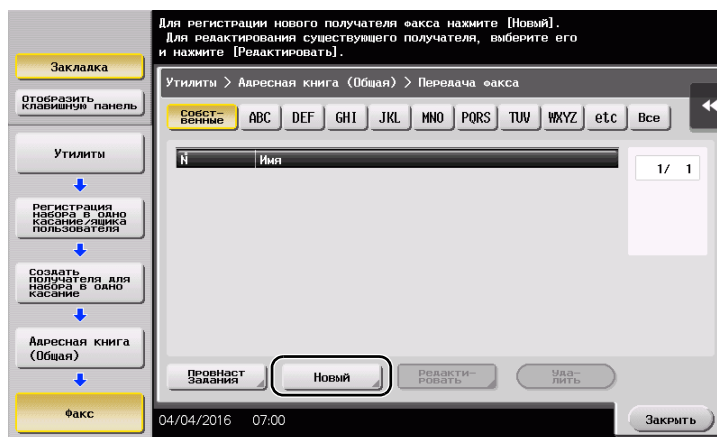 Для регистрации нового получателя факса нажмите [Новый].
Для редактирования существующего получателя, выберите его
и нажмите [Редактировать].
Закладка
Отобразить
клавишную панель
Утилиты
Регистрация
набора в одно
касание/ящика
пользователя
Создать
получателя для
набора в одно
касание
Адресная книга
(Общая)
Факс
Утилиты > Адресная книга (Общая) > Передача факса
Собст-
венные
ABC
DEF
GHI
JKL
MNO
PQRS
TUV
WXYZ
etc
Все
N
Имя
1/ 1
ПровНаст
Задания
Новый
Редакти-
ровать
Уда-
лить
04/04/2016 07:00
Закрыть